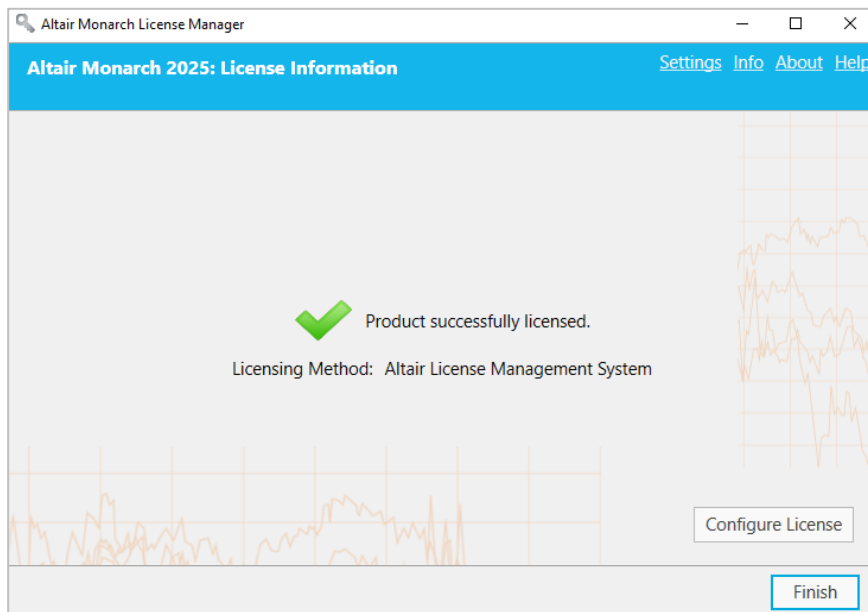 Altair Monarch License Manager
Altair Monarch 2025: License Information
Settings Info About Help
Product successfully licensed.
Licensing Method: Altair License Management System
Configure License
Finish